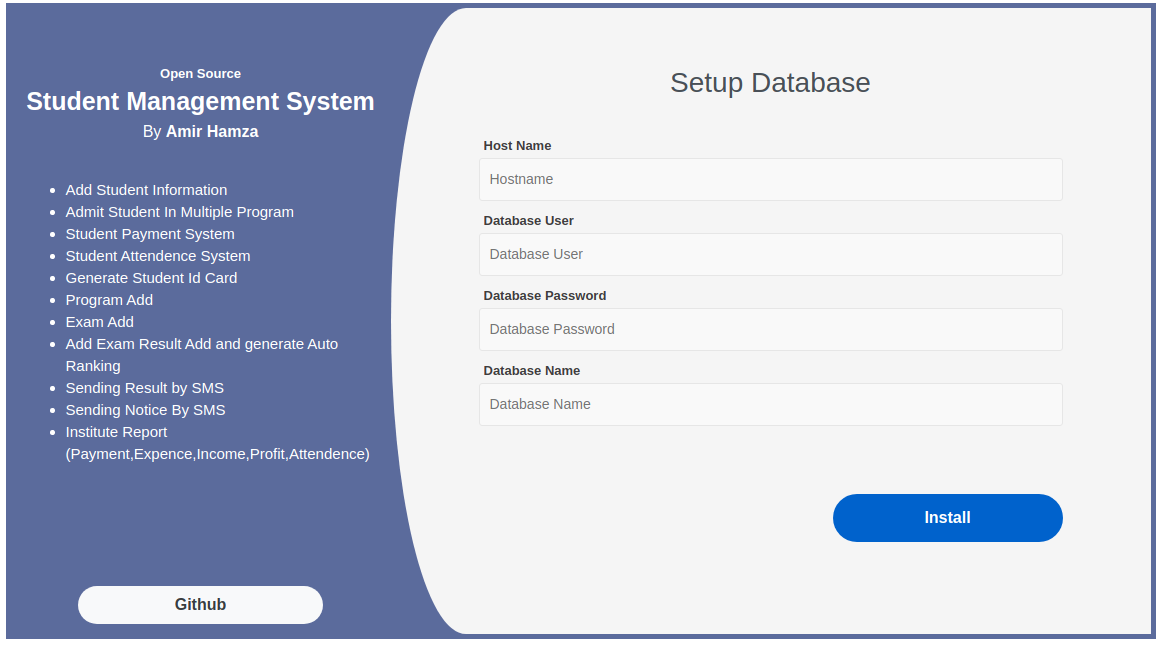 Open Source
Student Management System
By Amir Hamza
Add Student Information
Admit Student In Multiple Program
Student Payment System
Student Attendence System
Generate Student Id Card
Program Add
Exam Add
Add Exam Result Add and generate Auto
Ranking
Sending Result by SMS
Sending Notice By SMS
Institute Report
(Payment,Expence,Income,Profit,Attendence)
Github
Setup Database
Host Name
Hostname
Database User
Database User
Database Password
Database Password
Database Name
Database Name
Install